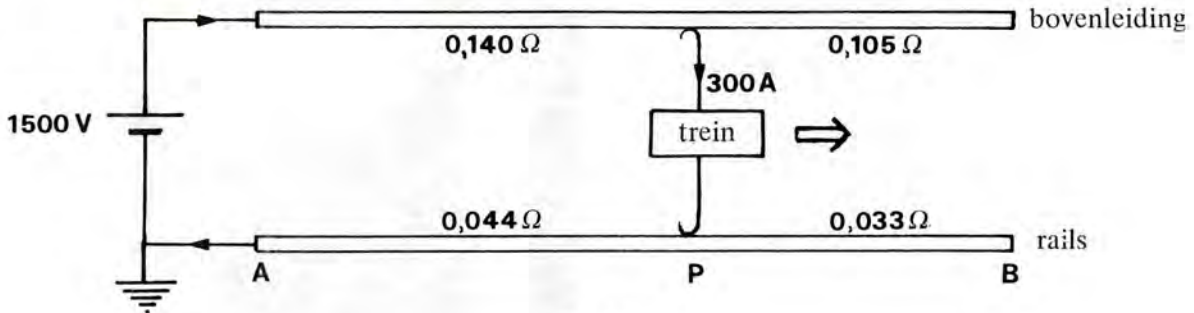 bovenleiding
0,140 Ω 0,105 Ω
300 A
1500 V
trein
0,044 Ω 0,033 Ω
rails
A P B